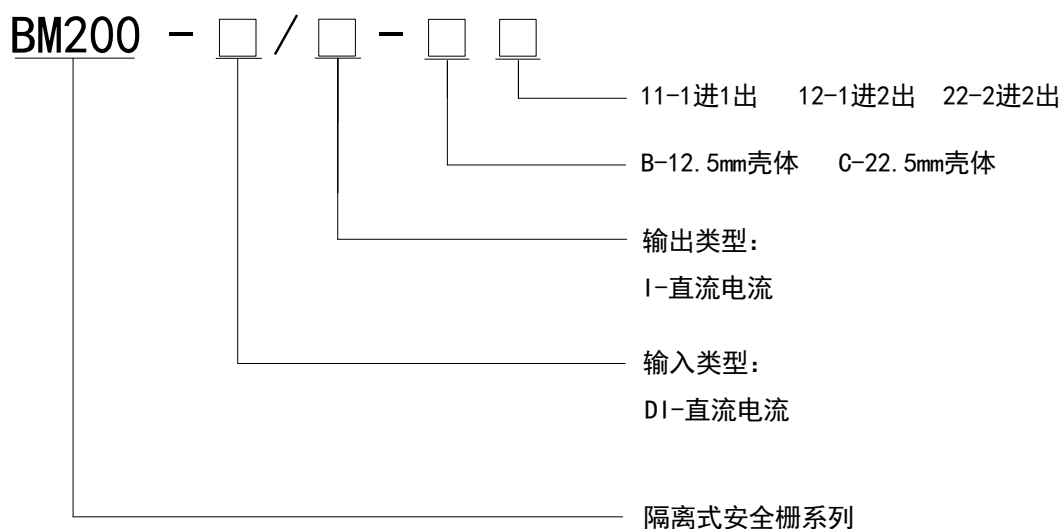 BM200 - □ / □ - □ □
11-1进1出 12-1进2出 22-2进2出
B-12.5mm壳体 C-22.5mm壳体
输出类型:
I-直流电流
输入类型:
DI-直流电流
隔离式安全栅系列